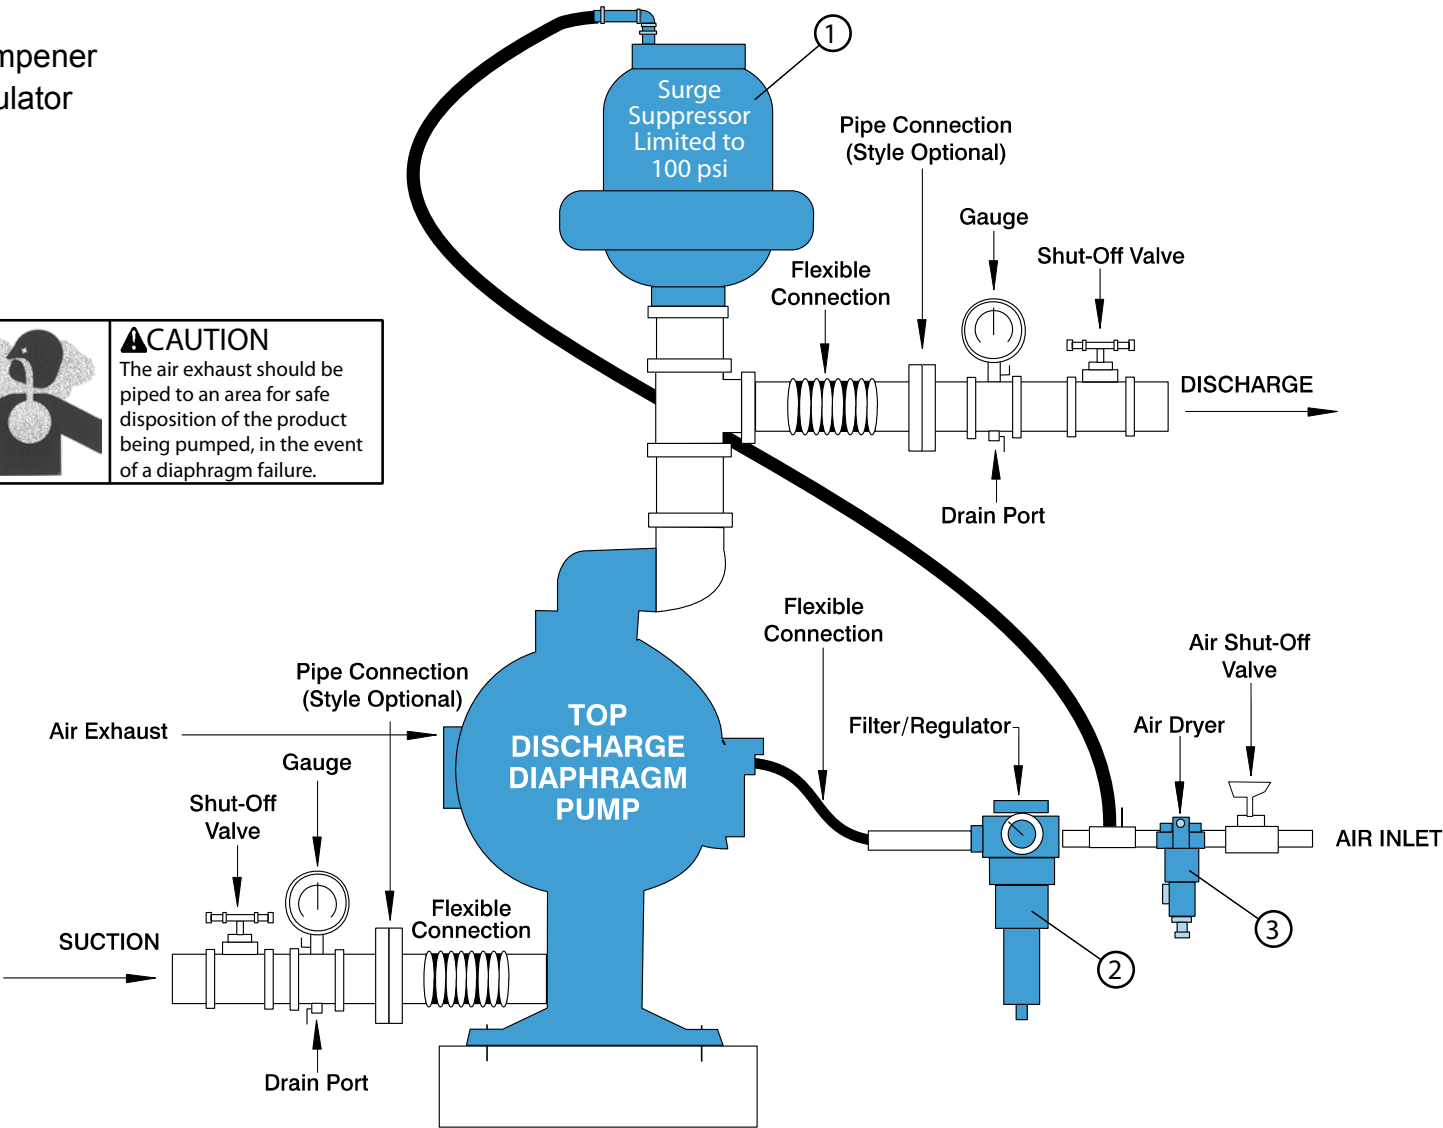 1
Surge
Suppressor
Limited to
100 psi
Pipe Connection
(Style Optional)
Gauge
Shut-Off Valve
Flexible
Connection
DISCHARGE
Drain Port
CAUTION
The air exhaust should be
piped to an area for safe
disposition of the product
being pumped, in the event
of a diaphragm failure.
Flexible
Connection
Air Shut-Off
Valve
Pipe Connection
(Style Optional)
Air Exhaust
TOP
DISCHARGE
DIAPHRAGM
PUMP
Filter/Regulator
Air Dryer
Gauge
Shut-Off
Valve
AIR INLET
Flexible
Connection
SUCTION
3
2
Drain Port